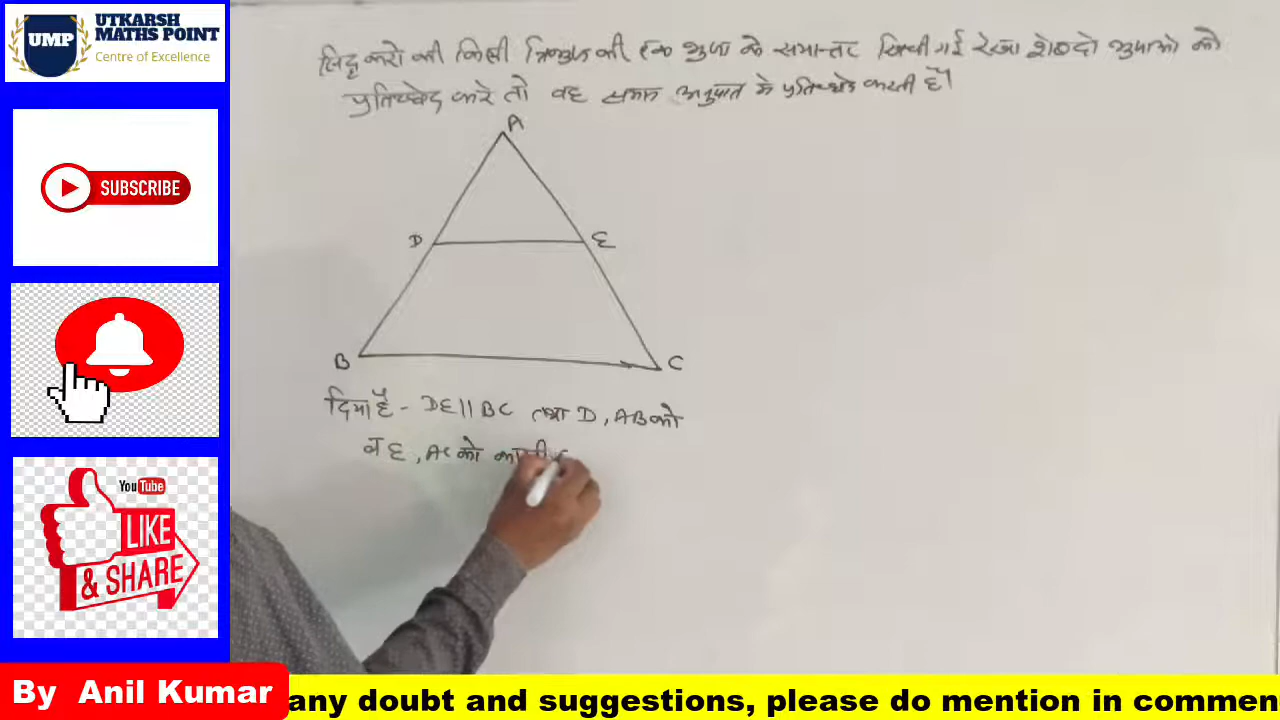 UTKARSH
MATHS POINT
Centre of Excellence
UMP
सिद्ध करो की किसी त्रिभुज की एक भुजा के समान्तर खिची गई रेखा शेष दो भुजाओ को
प्रतिच्छेद करे तो वह समान अनुपात मे प्रतिच्छेद करती है।
SUBSCRIBE
A
D
E
B
C
दिया है - DE||BC तथा D, AB को
व E, AC को
You Tube
LIKE
& SHARE
By Anil Kumar
any doubt and suggestions, please do mention in commen